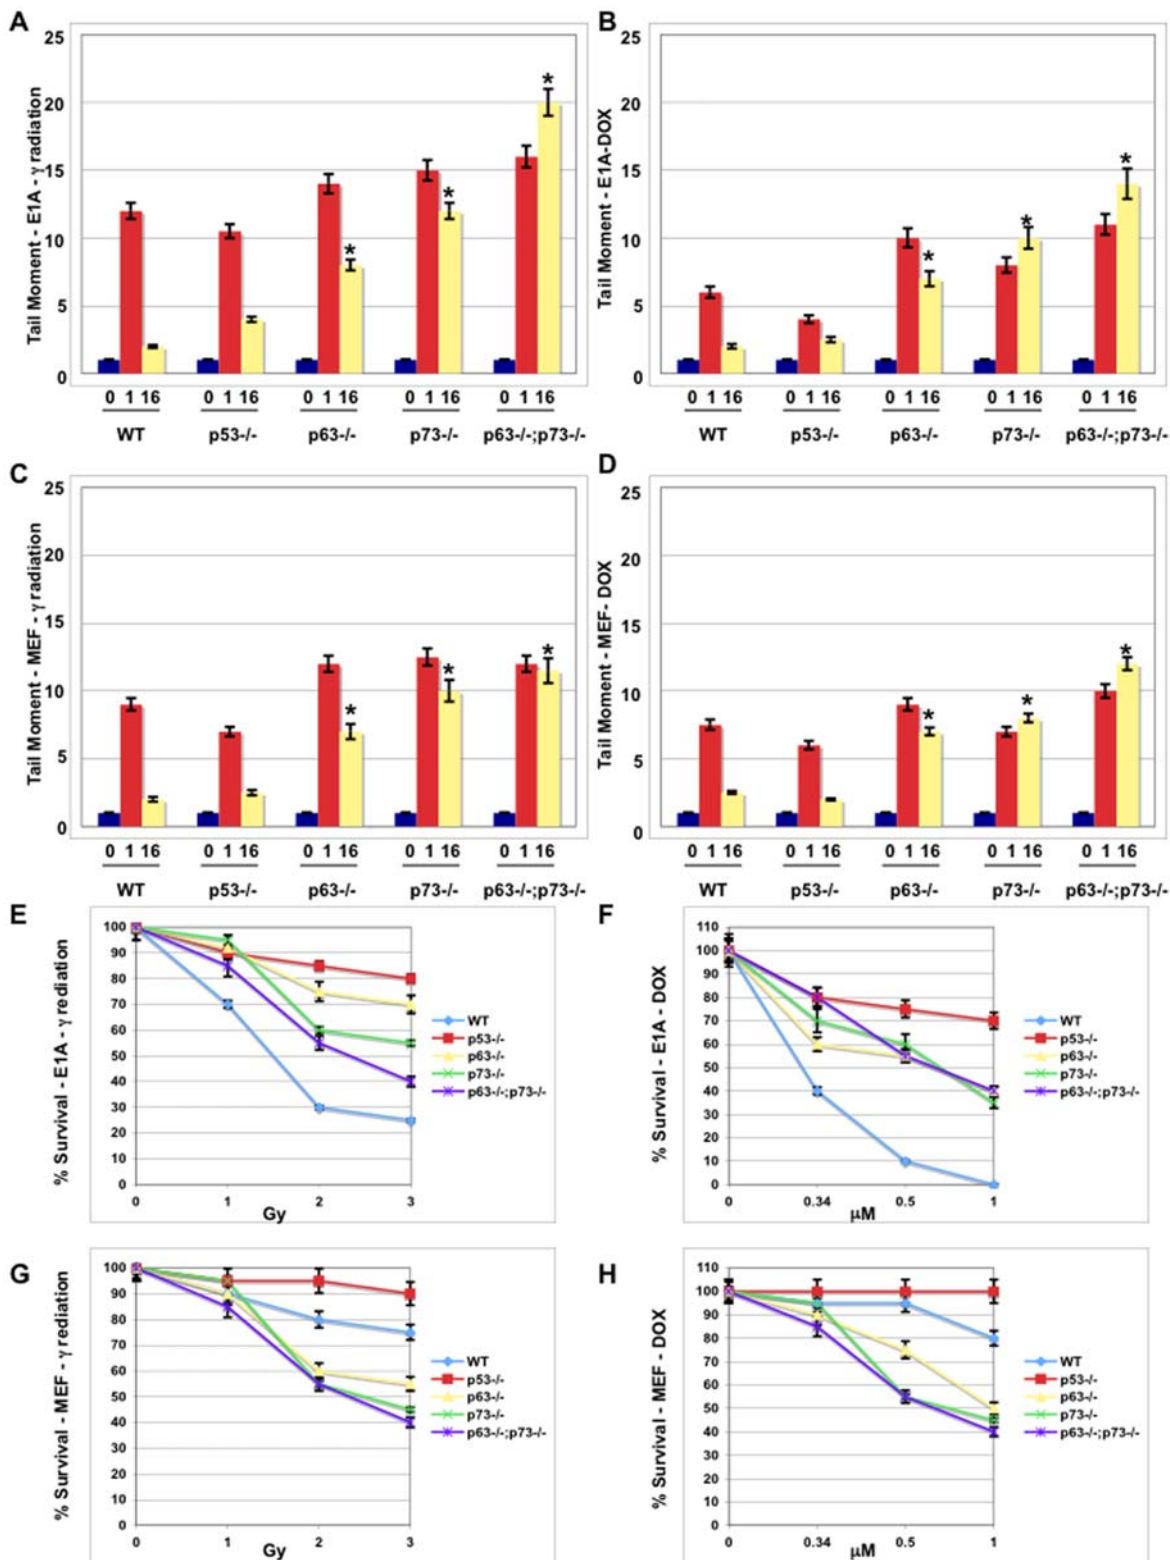 A
Tail Moment - E1A - γ radiation
25
20
15
10
5
0
*
*
*
0 1 16
0 1 16
0 1 16
0 1 16
0 1 16
WT
p53-/-
p63-/-
p73-/-
p63-/-;p73-/-
B
Tail Moment - E1A-DOX
25
20
15
10
5
0
*
*
*
0 1 16
0 1 16
0 1 16
0 1 16
0 1 16
WT
p53-/-
p63-/-
p73-/-
p63-/-;p73-/-
C
Tail Moment - MEF - γ radiation
25
20
15
10
5
0
*
*
*
0 1 16
0 1 16
0 1 16
0 1 16
0 1 16
WT
p53-/-
p63-/-
p73-/-
p63-/-;p73-/-
D
Tail Moment - MEF- DOX
25
20
15
10
5
0
*
*
*
0 1 16
0 1 16
0 1 16
0 1 16
0 1 16
WT
p53-/-
p63-/-
p73-/-
p63-/-;p73-/-
E
% Survival - E1A - γ rediation
100
90
80
70
60
50
40
30
20
10
0
0 1 2 3
Gy
WT
p53-/-
p63-/-
p73-/-
p63-/-;p73-/-
F
% Survival - E1A - DOX
110
100
90
80
70
60
50
40
30
20
10
0
0 0.34 0.5 1
µM
WT
p53-/-
p63-/-
p73-/-
p63-/-;p73-/-
G
% Survival - MEF - γ rediation
100
90
80
70
60
50
40
30
20
10
0
0 1 2 3
Gy
WT
p53-/-
p63-/-
p73-/-
p63-/-;p73-/-
H
% Survival - MEF - DOX
110
100
90
80
70
60
50
40
30
20
10
0
0 0.34 0.5 1
µM
WT
p53-/-
p63-/-
p73-/-
p63-/-;p73-/-